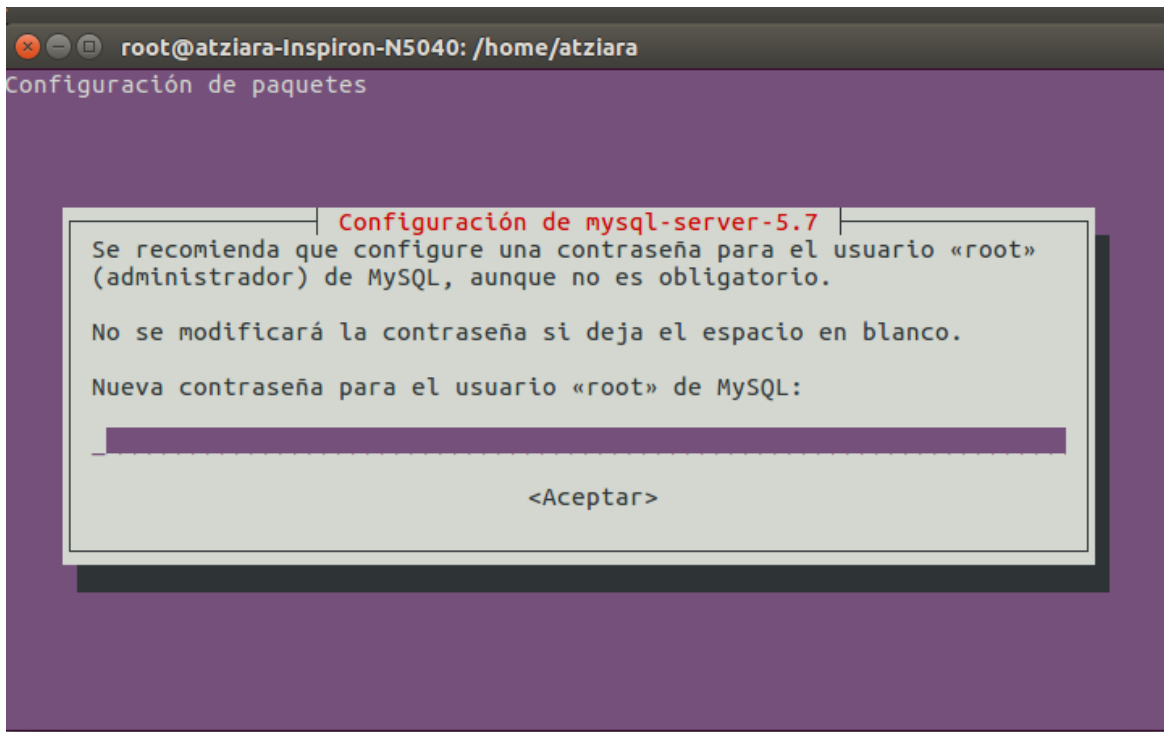 root@atziara-Inspiron-N5040: /home/atziara
Configuración de paquetes
Configuración de mysql-server-5.7
Se recomienda que configure una contraseña para el usuario «root»
(administrador) de MySQL, aunque no es obligatorio.
No se modificará la contraseña si deja el espacio en blanco.
Nueva contraseña para el usuario «root» de MySQL:
<Aceptar>